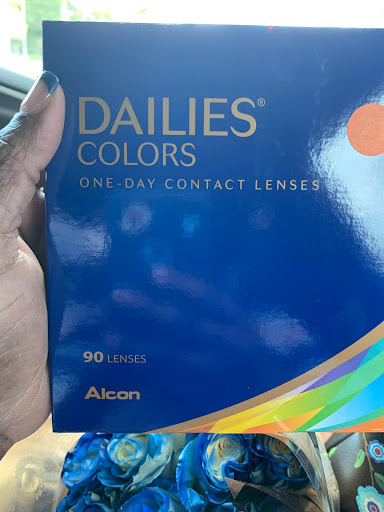 DAILIES®
COLORS
ONE-DAY CONTACT LENSES
90 LENSES
Alcon